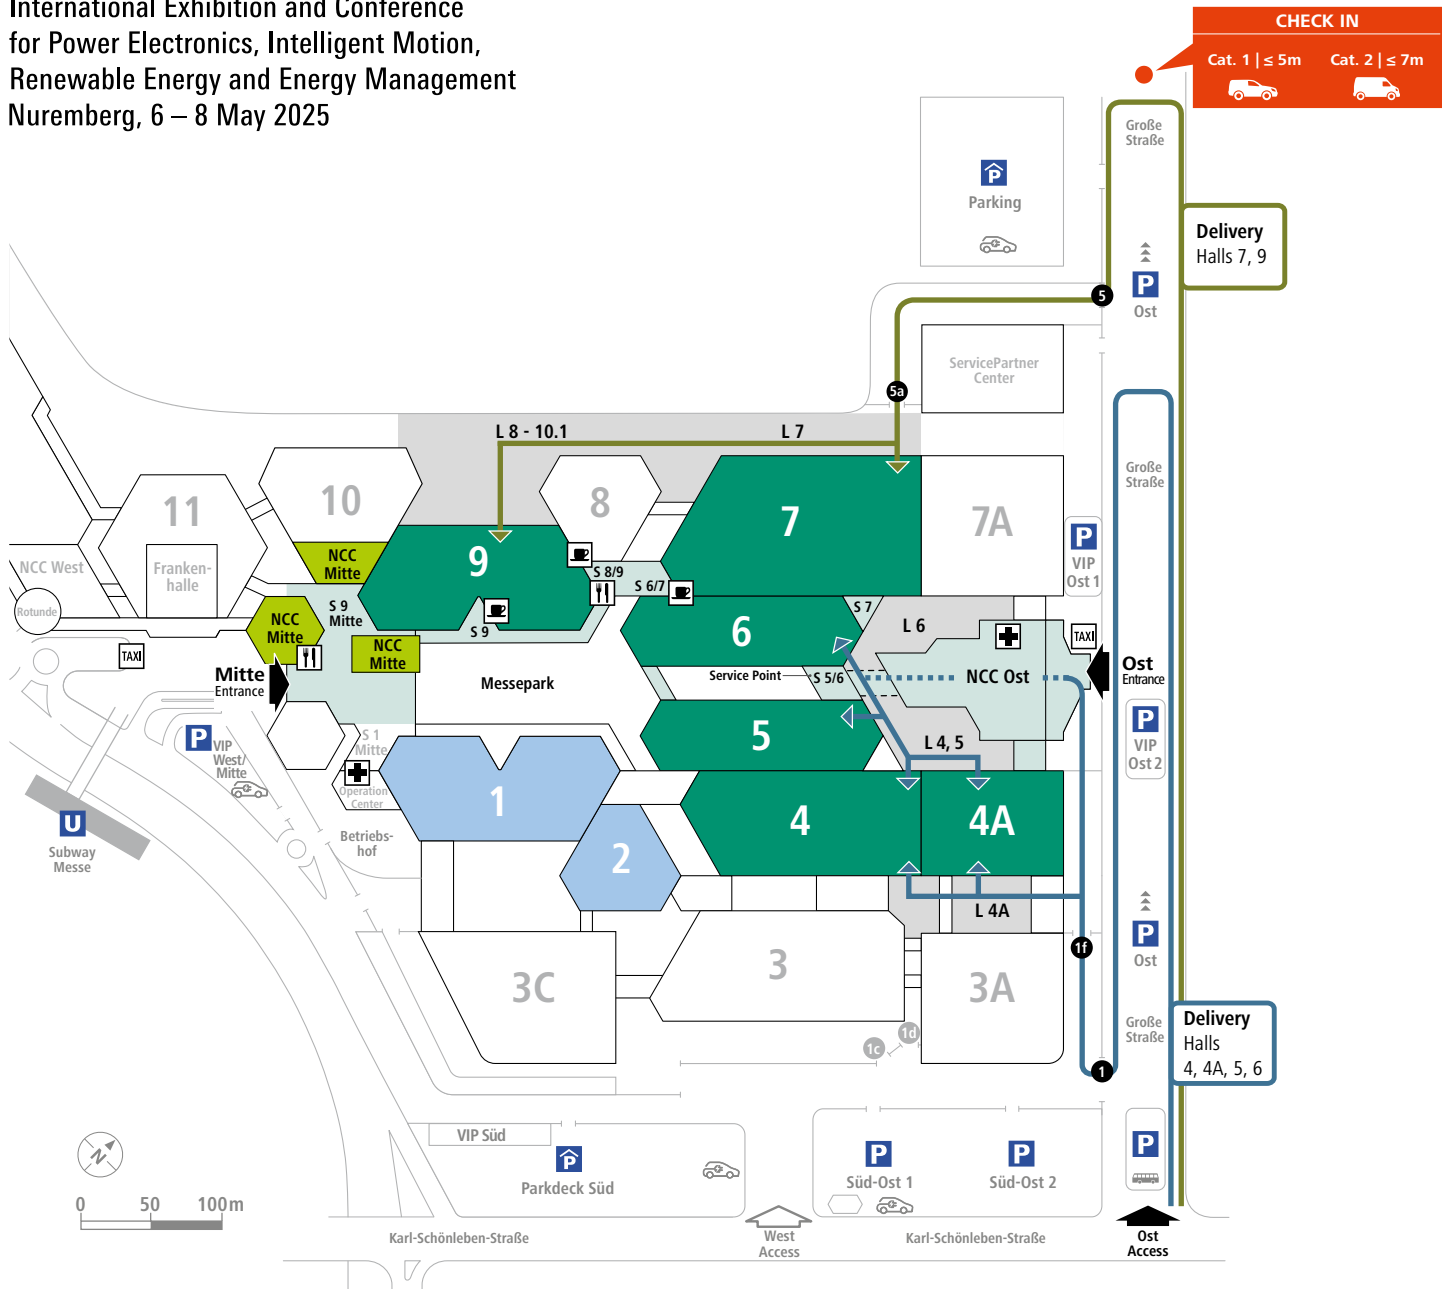 International Exhibition and Conference
for Power Electronics, Intelligent Motion,
Renewable Energy and Energy Management
Nuremberg, 6 – 8 May 2025
CHECK IN
Cat. 1 | ≤ 5m
Cat. 2 | ≤ 7m
Große
Straße
P
Parking
Delivery
Halls 7, 9
P
Ost
5
ServicePartner
Center
5a
L 8 - 10.1
L 7
Große
Straße
11
10
8
7
7A
P
VIP
Ost 1
NCC West
Franken-
halle
NCC
Mitte
9
S 8/9
S 6/7
Rotunde
S 9
Mitte
NCC
Mitte
S 9
NCC
Mitte
6
S 7
L 6
TAXI
TAXI
Mitte
Entrance
Messepark
Service Point
S 5/6
NCC Ost
Ost
Entrance
P
VIP
Ost 2
P
VIP
West/
Mitte
S 1
Mitte
5
L 4, 5
Operation
Center
1
4
4A
U
Subway
Messe
Betriebs-
hof
2
L 4A
P
Ost
1f
3C
3
3A
1d
1c
1
Große
Straße
Delivery
Halls
4, 4A, 5, 6
VIP Süd
P
Parkdeck Süd
P
Süd-Ost 1
P
Süd-Ost 2
P
N
0 50 100m
Karl-Schönleben-Straße
West
Access
Karl-Schönleben-Straße
Ost
Access